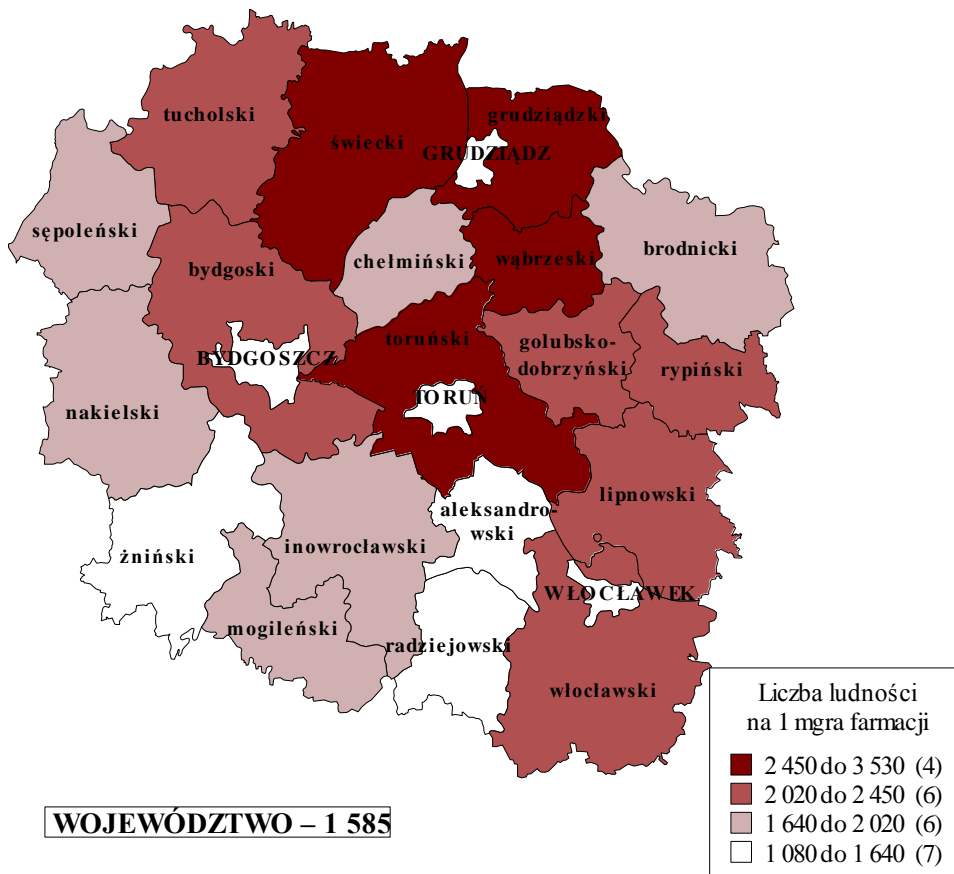 tucholski
grudziądzki
świecki
GRUDZIĄDZ
sępoleński
bydgoski
chełmiński
wąbrzeski
brodnicki
toruński
golubsko-
dobrzyński
BYDGOSZCZ
rypiński
nakielski
TORUŃ
lipnowski
aleksandro-
wski
inowrocławski
żniński
WŁOCŁAWEK
mogileński
radziejowski
włocławski
Liczba ludności
na 1 mgra farmacji
2 450 do 3 530 (4)
2 020 do 2 450 (6)
1 640 do 2 020 (6)
1 080 do 1 640 (7)
WOJEWÓDZTWO – 1 585